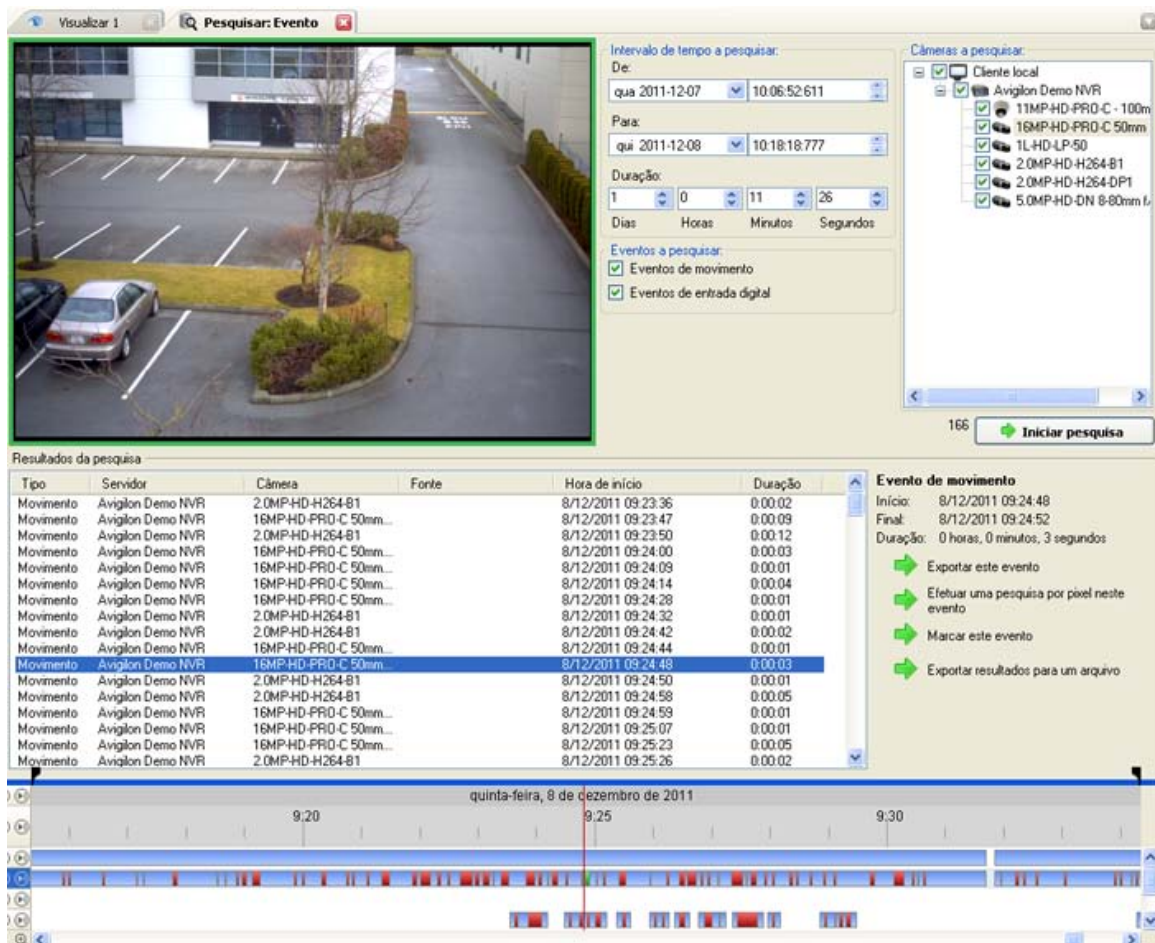 Visualizar 1
Pesquisar: Evento
Intervalo de tempo a pesquisar:
De:
qua 2011-12-07 10:06:52:611
Para:
qui 2011-12-08 10:18:18:777
Duração:
1 0 11 26
Dias Horas Minutos Segundos
Eventos a pesquisar:
Eventos de movimento
Eventos de entrada digital
Câmeras a pesquisar:
Cliente local
Avigilon Demo NVR
11MP-HD-PRO-C - 100m
16MP-HD-PRO-C 50mm
1L-HD-LP-50
2.0MP-HD-H264-B1
2.0MP-HD-H264-DP1
5.0MP-HD-DN 8-80mm f/
166 Iniciar pesquisa
Resultados da pesquisa
Tipo Servidor Câmera Fonte Hora de início Duração
Movimento Avigilon Demo NVR 2.0MP-HD-H264-B1 8/12/2011 09:23:36 0:00:02
Movimento Avigilon Demo NVR 16MP-HD-PRO-C 50mm... 8/12/2011 09:23:47 0:00:09
Movimento Avigilon Demo NVR 2.0MP-HD-H264-B1 8/12/2011 09:23:50 0:00:12
Movimento Avigilon Demo NVR 16MP-HD-PRO-C 50mm... 8/12/2011 09:24:00 0:00:03
Movimento Avigilon Demo NVR 16MP-HD-PRO-C 50mm... 8/12/2011 09:24:09 0:00:01
Movimento Avigilon Demo NVR 16MP-HD-PRO-C 50mm... 8/12/2011 09:24:14 0:00:04
Movimento Avigilon Demo NVR 16MP-HD-PRO-C 50mm... 8/12/2011 09:24:28 0:00:01
Movimento Avigilon Demo NVR 2.0MP-HD-H264-B1 8/12/2011 09:24:32 0:00:01
Movimento Avigilon Demo NVR 2.0MP-HD-H264-B1 8/12/2011 09:24:42 0:00:02
Movimento Avigilon Demo NVR 16MP-HD-PRO-C 50mm... 8/12/2011 09:24:44 0:00:01
Movimento Avigilon Demo NVR 16MP-HD-PRO-C 50mm... 8/12/2011 09:24:48 0:00:03
Movimento Avigilon Demo NVR 2.0MP-HD-H264-B1 8/12/2011 09:24:50 0:00:01
Movimento Avigilon Demo NVR 2.0MP-HD-H264-B1 8/12/2011 09:24:58 0:00:05
Movimento Avigilon Demo NVR 16MP-HD-PRO-C 50mm... 8/12/2011 09:24:59 0:00:01
Movimento Avigilon Demo NVR 16MP-HD-PRO-C 50mm... 8/12/2011 09:25:07 0:00:01
Movimento Avigilon Demo NVR 16MP-HD-PRO-C 50mm... 8/12/2011 09:25:23 0:00:05
Movimento Avigilon Demo NVR 2.0MP-HD-H264-B1 8/12/2011 09:25:26 0:00:02
Evento de movimento
Início: 8/12/2011 09:24:48
Final: 8/12/2011 09:24:52
Duração: 0 horas, 0 minutos, 3 segundos
Exportar este evento
Efetuar uma pesquisa por pixel neste
evento
Marcar este evento
Exportar resultados para um arquivo
quinta-feira, 8 de dezembro de 2011
9:20 9:25 9:30